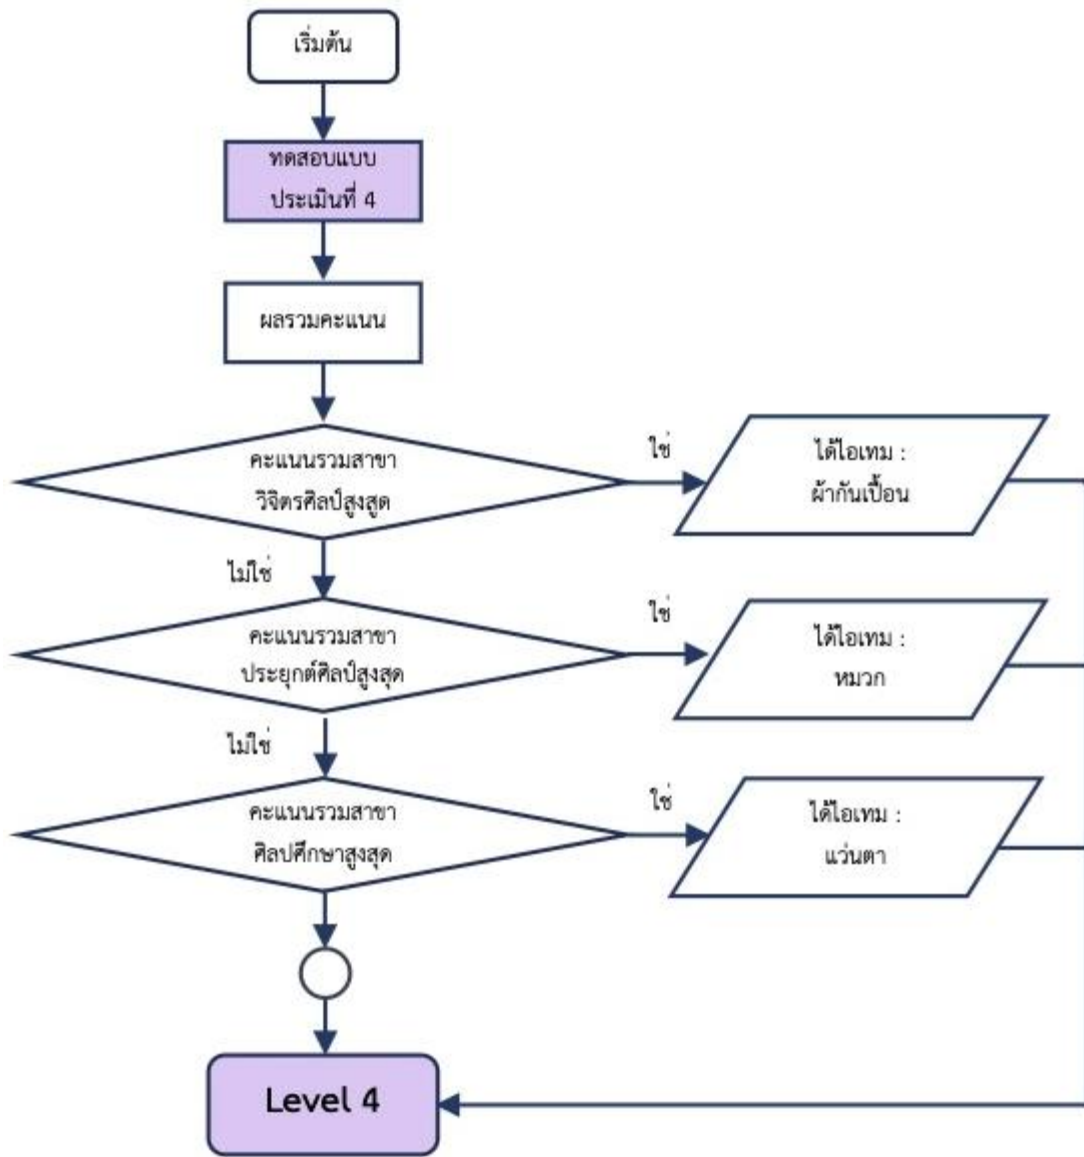 เริ่มต้น
ทดสอบแบบ
ประเมินที่ 4
ผลรวมคะแนน
คะแนนรวมสาขา
วิจิตรศิลป์สูงสูด
ใช่
ได้ไอเทม :
ผ้ากันเปื้อน
ไม่ใช่
คะแนนรวมสาขา
ประยุกต์ศิลป์สูงสุด
ใช่
ได้ไอเทม :
หมวก
ไม่ใช่
คะแนนรวมสาขา
ศิลปศึกษาสูงสุด
ใช่
ได้ไอเทม :
แว่นตา
Level 4